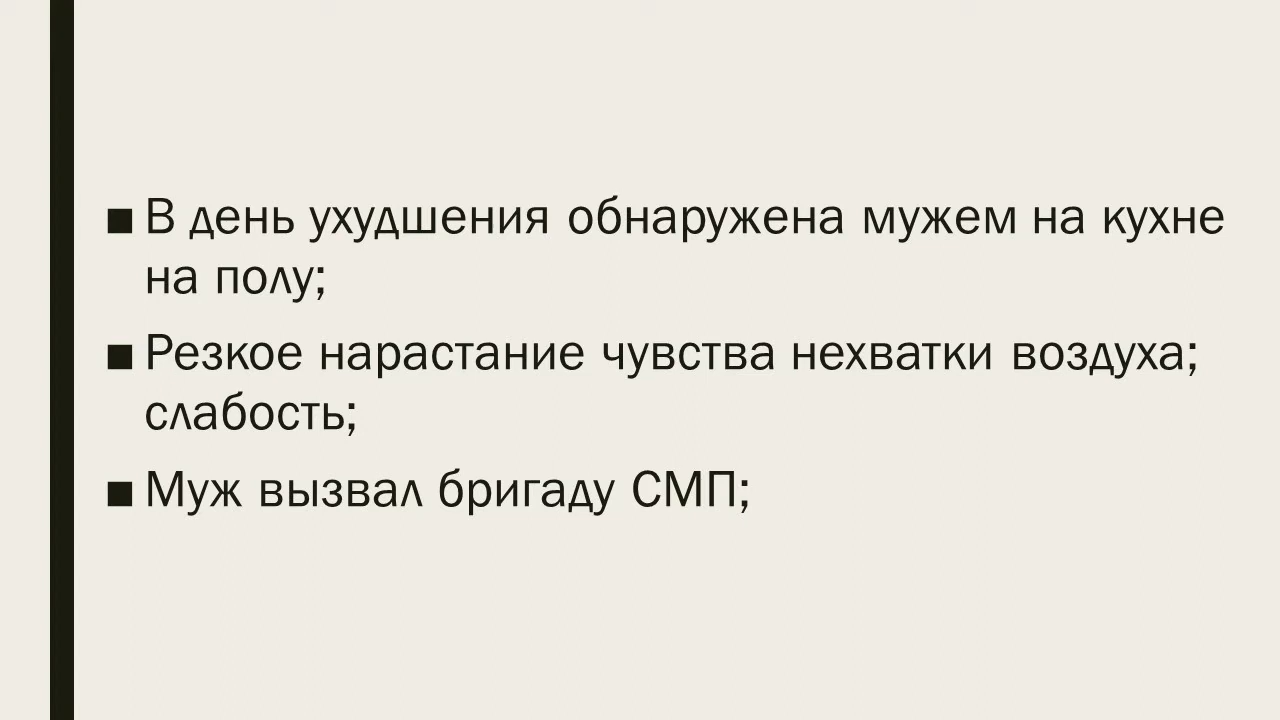 ■ В день ухудшения обнаружена мужем на кухне
на полу;
■ Резкое нарастание чувства нехватки воздуха;
слабость;
■ Муж вызвал бригаду СМП;